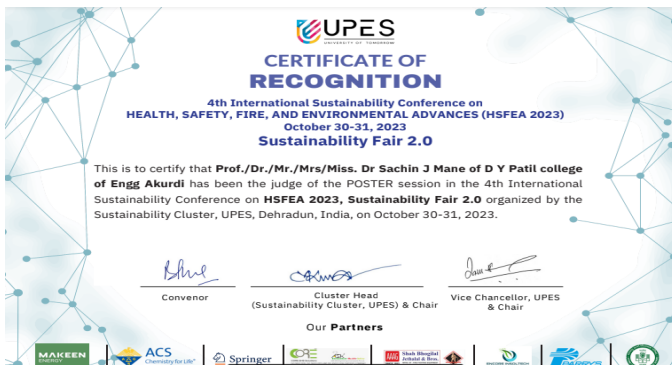 UPES
UNIVERSITY OF TOMORROW
CERTIFICATE OF
RECOGNITION
4th International Sustainability Conference on
HEALTH, SAFETY, FIRE, AND ENVIRONMENTAL ADVANCES (HSFEA 2023)
October 30-31, 2023
Sustainability Fair 2.0
This is to certify that Prof./Dr./Mr./Mrs/Miss. Dr Sachin J Mane of D Y Patil college
of Engg Akurdi has been the judge of the POSTER session in the 4th International
Sustainability Conference on HSFEA 2023, Sustainability Fair 2.0 organized by the
Sustainability Cluster, UPES, Dehradun, India, on October 30-31, 2023.
Convenor
Cluster Head
(Sustainability Cluster, UPES) & Chair
Vice Chancellor, UPES
& Chair
Our Partners
MAKEEN
ENERGY
ACS
Chemistry for Life
Springer